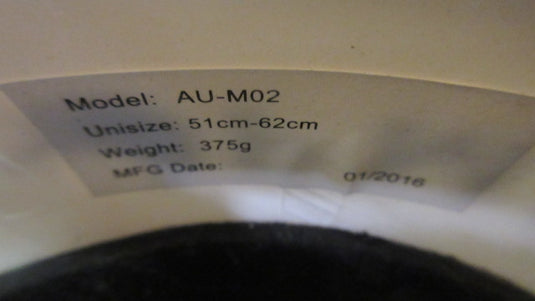 Model: AU-M02
Unisize: 51cm-62cm
Weight: 375g
MFG Date: 01/2016